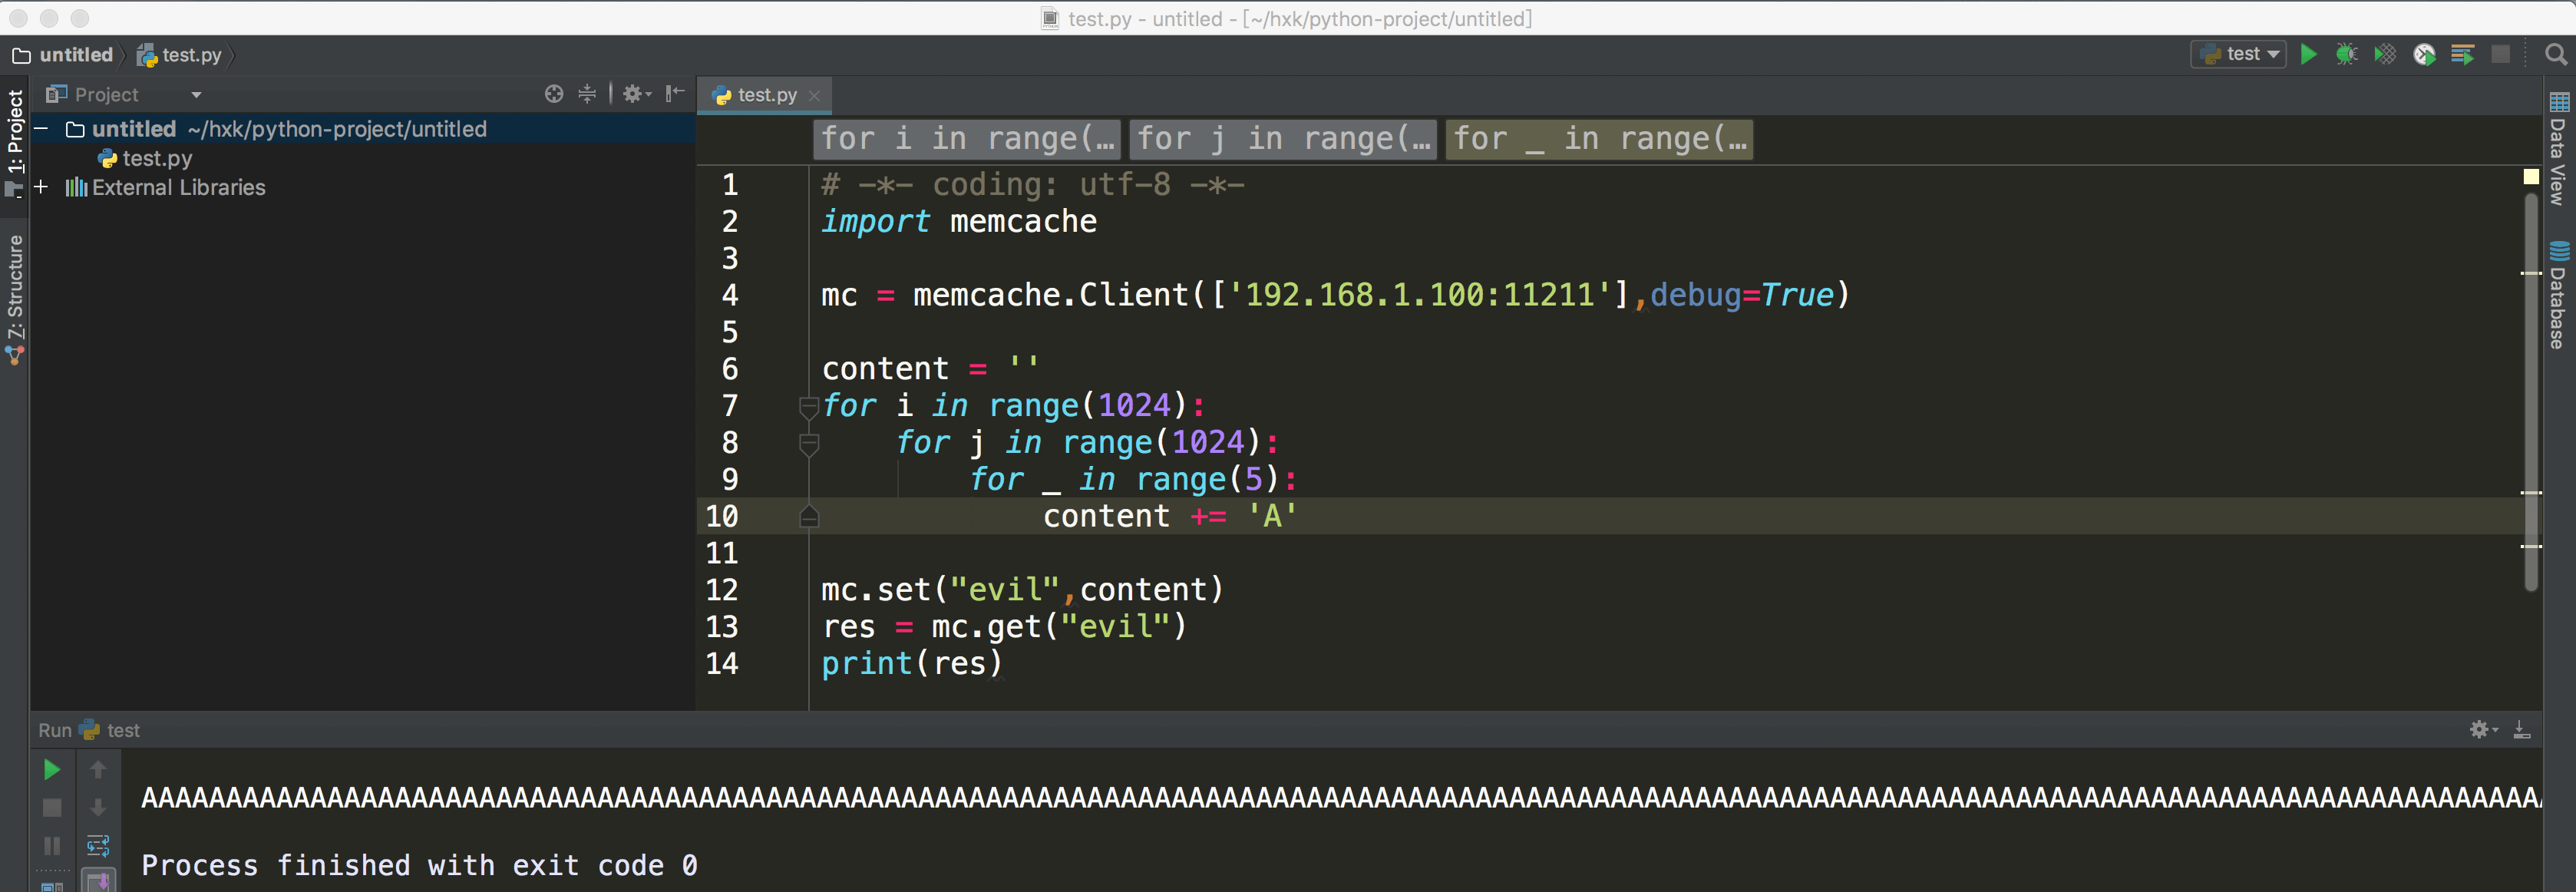 test.py - untitled - [~/hxk/python-project/untitled]
untitled test.py test
Project
1: Project
untitled ~/hxk/python-project/untitled
test.py
External Libraries
Z: Structure
test.py
for i in range(… for j in range(… for _ in range(…
1 # -*- coding: utf-8 -*-
2 import memcache
3
4 mc = memcache.Client(['192.168.1.100:11211'],debug=True)
5
6 content = ''
7 for i in range(1024):
8 for j in range(1024):
9 for _ in range(5):
10 content += 'A'
11
12 mc.set("evil",content)
13 res = mc.get("evil")
14 print(res)
Data View
Database
Run test
Process finished with exit code 0